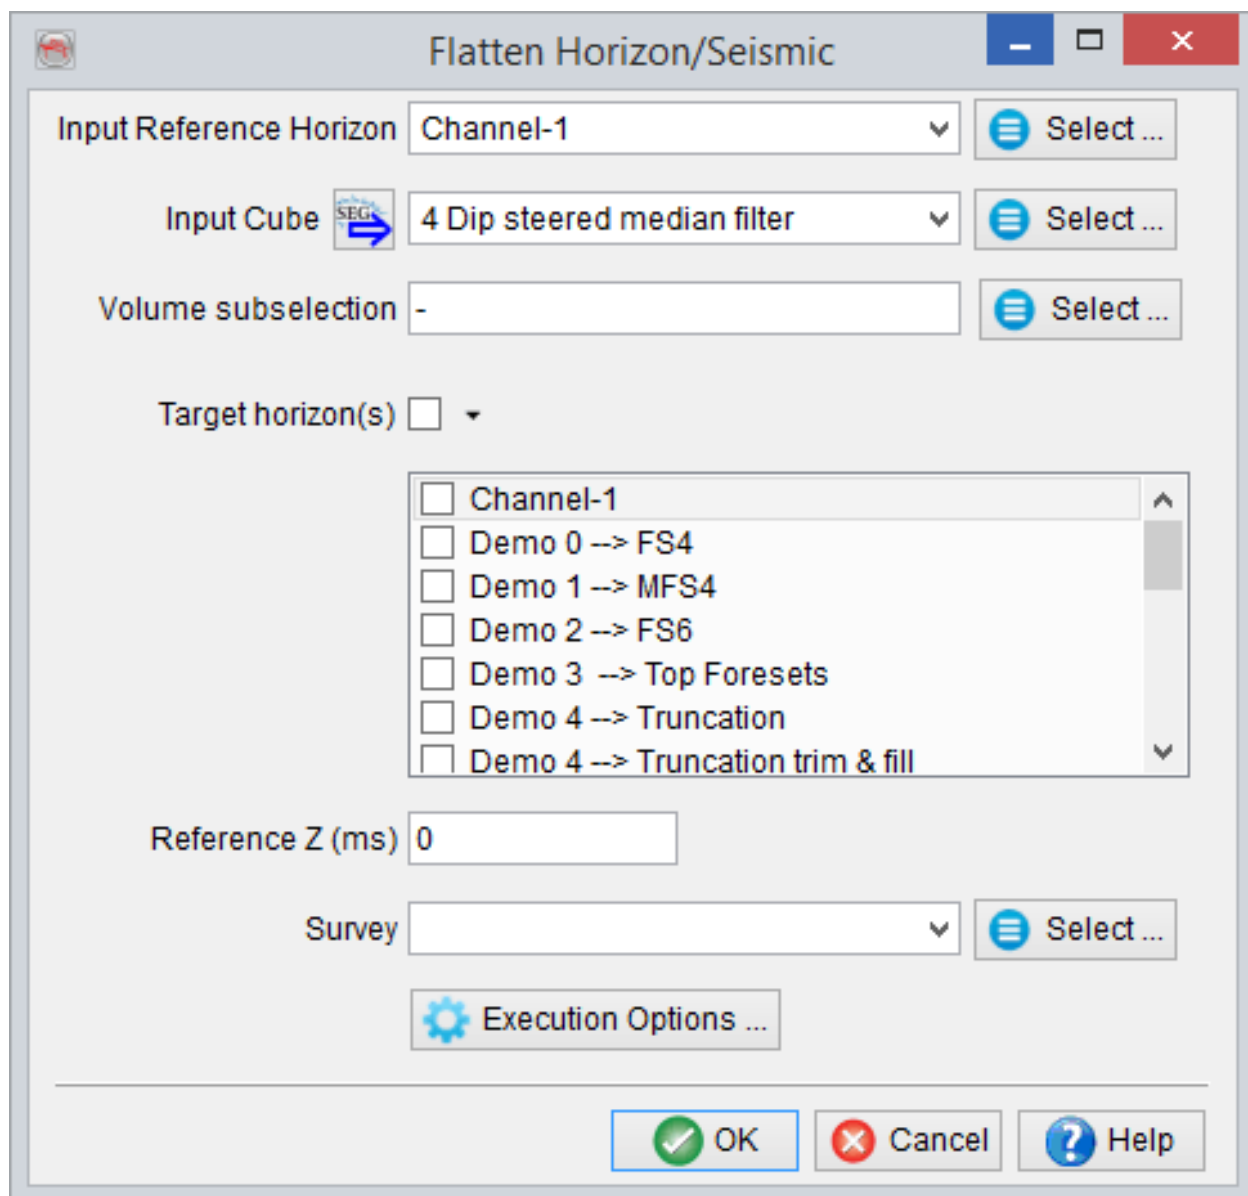 Flatten Horizon/Seismic
Input Reference Horizon Channel-1 Select ...
Input Cube SEG 4 Dip steered median filter Select ...
Volume subselection - Select ...
Target horizon(s)
Channel-1
Demo 0 --> FS4
Demo 1 --> MFS4
Demo 2 --> FS6
Demo 3  --> Top Foresets
Demo 4 --> Truncation
Demo 4 --> Truncation trim & fill
Reference Z (ms) 0
Survey Select ...
Execution Options ...
OK Cancel Help